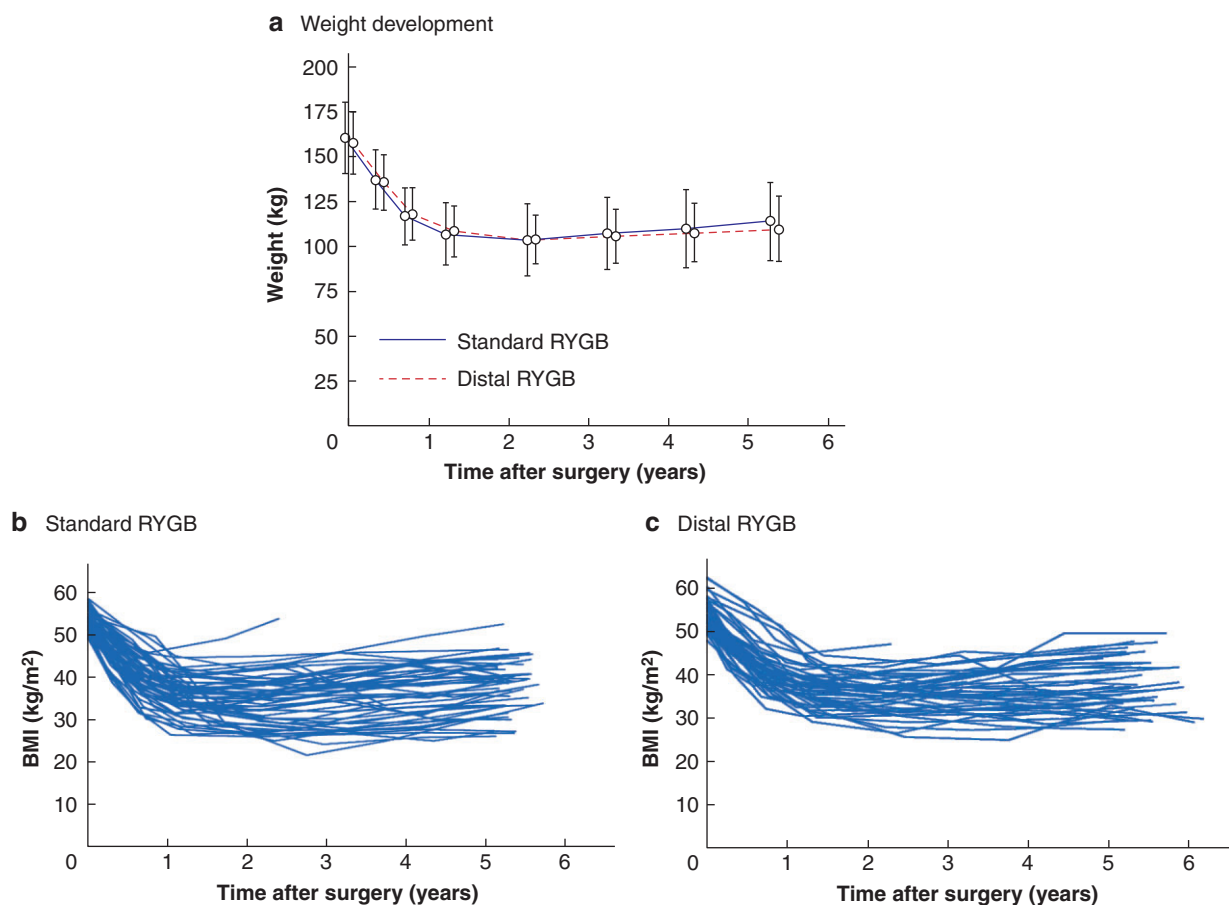 a Weight development
200
175
150
125
100
75
50
25
0 1 2 3 4 5 6
Weight (kg)
Time after surgery (years)
Standard RYGB
Distal RYGB
b Standard RYGB
60
50
40
30
20
10
0 1 2 3 4 5 6
BMI (kg/m²)
Time after surgery (years)
c Distal RYGB
60
50
40
30
20
10
0 1 2 3 4 5 6
BMI (kg/m²)
Time after surgery (years)